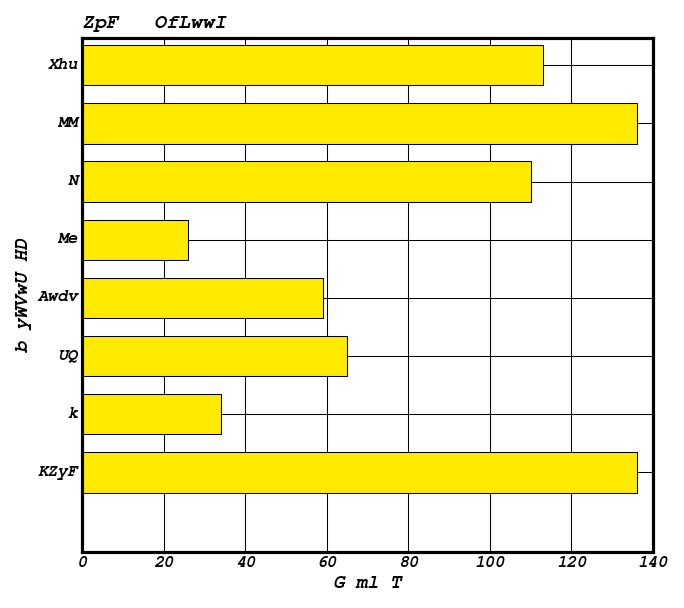 ZpF   OfLwwI
Xhu
MM
N
Me
Awdv
UQ
k
KZyF
b yWVwU HD
0 20 40 60 80 100 120 140
G ml T